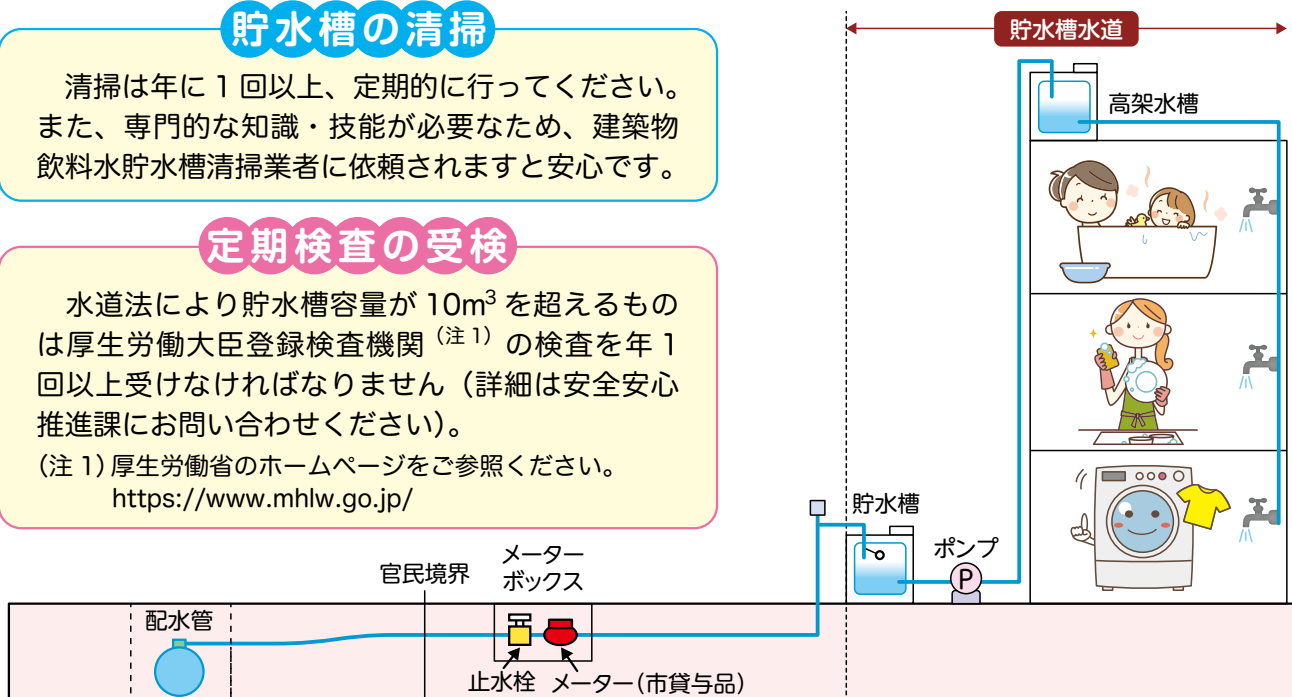 貯水槽の清掃
清掃は年に1回以上、定期的に行ってください。
また、専門的な知識・技能が必要なため、建築物
飲料水貯水槽清掃業者に依頼されますと安心です。
定期検査の受検
水道法により貯水槽容量が10m³を超えるもの
は厚生労働大臣登録検査機関（注1）の検査を年1
回以上受けなければなりません（詳細は安全安心
推進課にお問い合わせください）。
（注1）厚生労働省のホームページをご参照ください。
https://www.mhlw.go.jp/
貯水槽水道
高架水槽
貯水槽
ポンプ
P
メーター
ボックス
官民境界
配水管
止水栓
メーター（市貸与品）